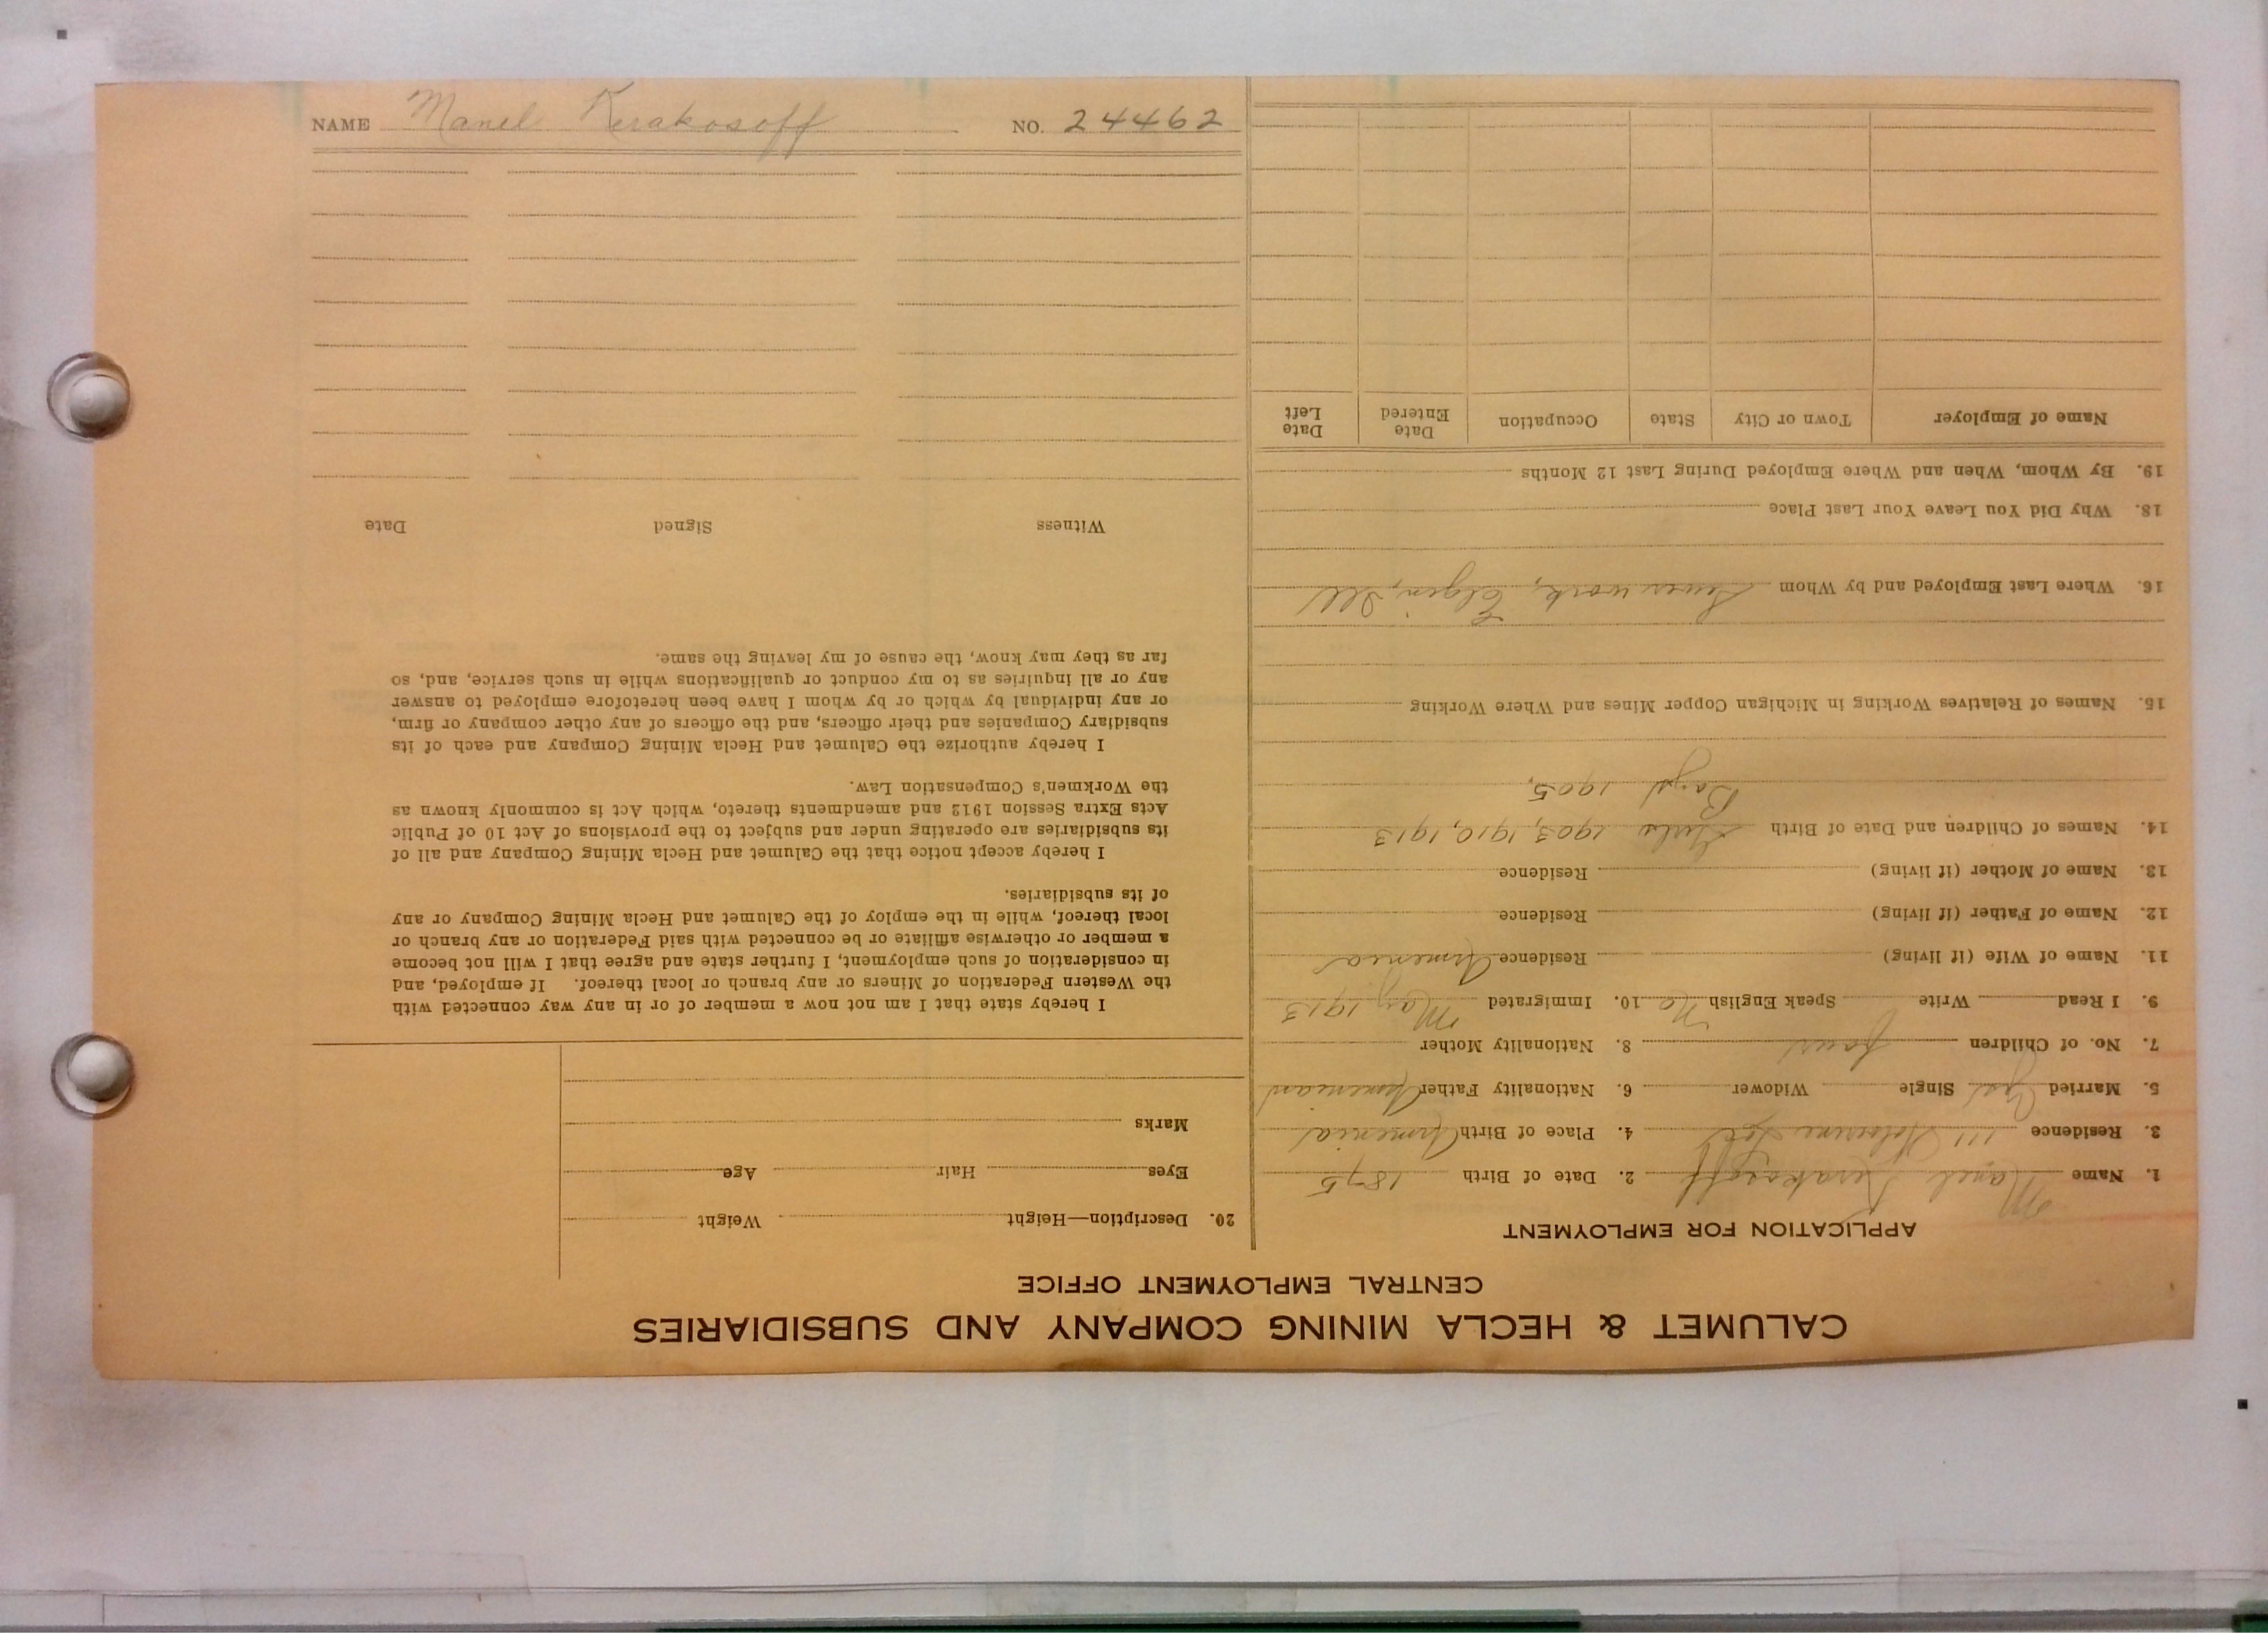 NAME Manel Kerakosoff NO. 24462
CALUMET & HECLA MINING COMPANY AND SUBSIDIARIES
CENTRAL EMPLOYMENT OFFICE
APPLICATION FOR EMPLOYMENT
1. Name Manel Kerakosoff 2. Date of Birth 1875
3. Residence 111 4. Place of Birth Armenia
5. Married Yes Single Widower 6. Nationality Father Armenian
7. No. of Children four 8. Nationality Mother
9. I Read Write Speak English No 10. Immigrated May 1913
11. Name of Wife (if living) Residence Armenia
12. Name of Father (if living) Residence
13. Name of Mother (if living) Residence
14. Names of Children and Date of Birth Girls 1903, 1910, 1913
Boys 1905,
15. Names of Relatives Working in Michigan Copper Mines and Where Working
16. Where Last Employed and by Whom Sewer work, Elgin, Ill
18. Why Did You Leave Your Last Place
19. By Whom, When and Where Employed During Last 12 Months
Name of Employer Town or City State Occupation Date Entered Date Left
20. Description—Height Weight
Eyes Hair Age
Marks
I hereby state that I am not now a member of or in any way connected with
the Western Federation of Miners or any branch or local thereof. If employed, and
in consideration of such employment, I further state and agree that I will not become
a member or otherwise affiliate or be connected with said Federation or any branch or
local thereof, while in the employ of the Calumet and Hecla Mining Company or any
of its subsidiaries.
I hereby accept notice that the Calumet and Hecla Mining Company and all of
its subsidiaries are operating under and subject to the provisions of Act 10 of Public
Acts Extra Session 1912 and amendments thereto, which Act is commonly known as
the Workmen's Compensation Law.
I hereby authorize the Calumet and Hecla Mining Company and each of its
subsidiary Companies and their officers, and the officers of any other company or firm,
or any individual by which or by whom I have been heretofore employed to answer
any or all inquiries as to my conduct or qualifications while in such service, and, so
far as they may know, the cause of my leaving the same.
Witness Signed Date